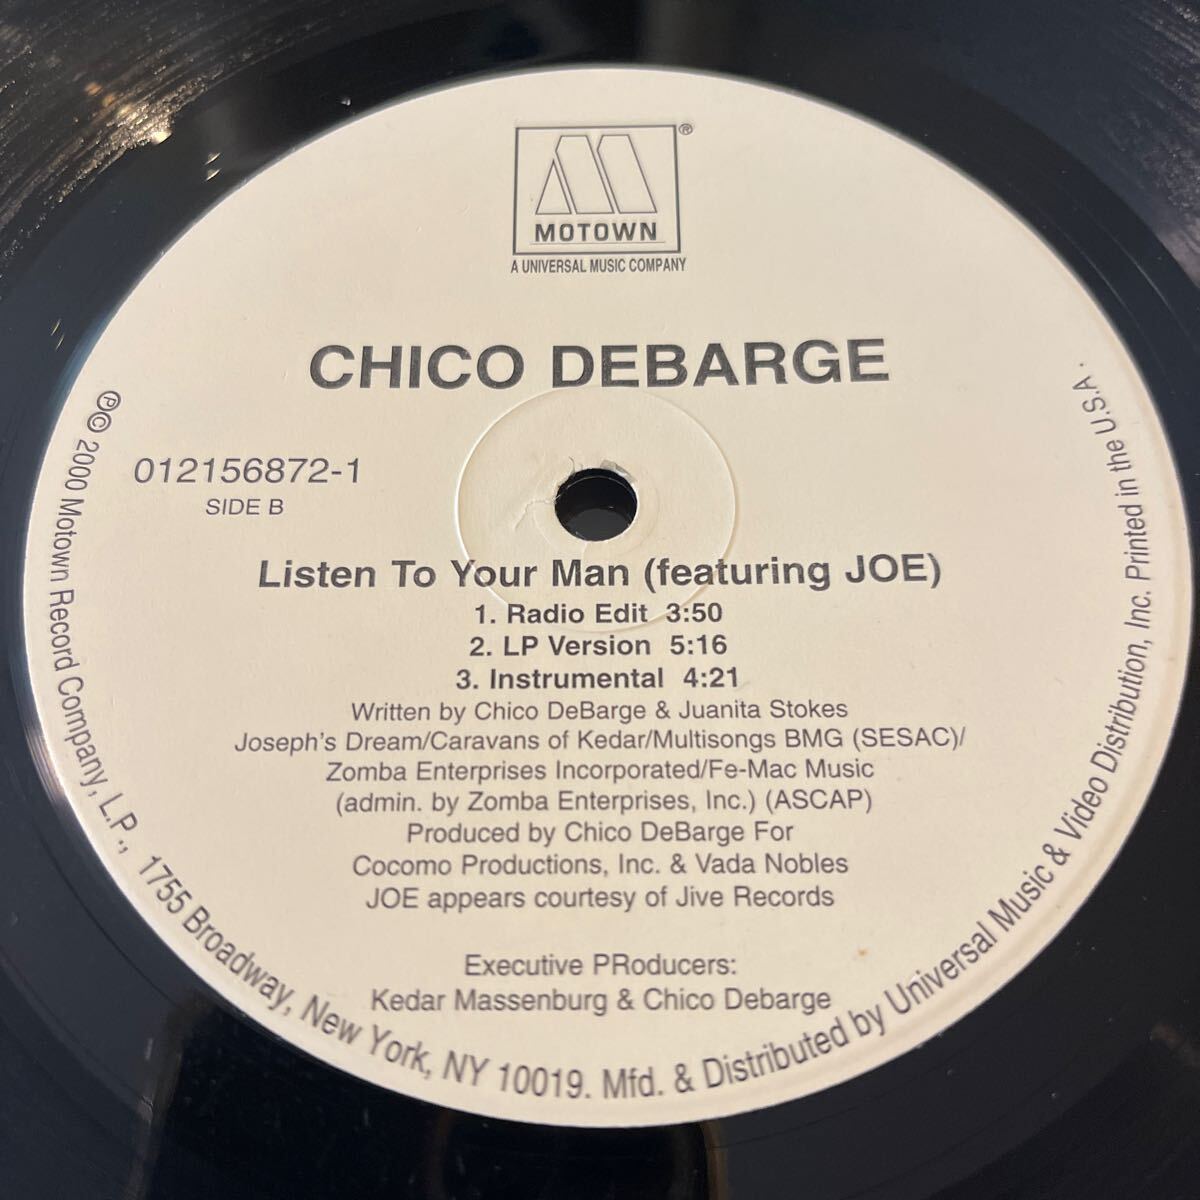 ®
MOTOWN
A UNIVERSAL MUSIC COMPANY
CHICO DEBARGE
012156872-1
SIDE B
Listen To Your Man (featuring JOE)
1. Radio Edit 3:50
2. LP Version 5:16
3. Instrumental 4:21
Written by Chico DeBarge & Juanita Stokes
Joseph's Dream/Caravans of Kedar/Multisongs BMG (SESAC)/
Zomba Enterprises Incorporated/Fe-Mac Music
(admin. by Zomba Enterprises, Inc.) (ASCAP)
Produced by Chico DeBarge For
Cocomo Productions, Inc. & Vada Nobles
JOE appears courtesy of Jive Records
Executive PRoducers:
Kedar Massenburg & Chico Debarge
℗© 2000 Motown Record Company, L.P., 1755 Broadway, New York, NY 10019. Mfd. & Distributed by Universal Music & Video Distribution, Inc. Printed in the U.S.A.